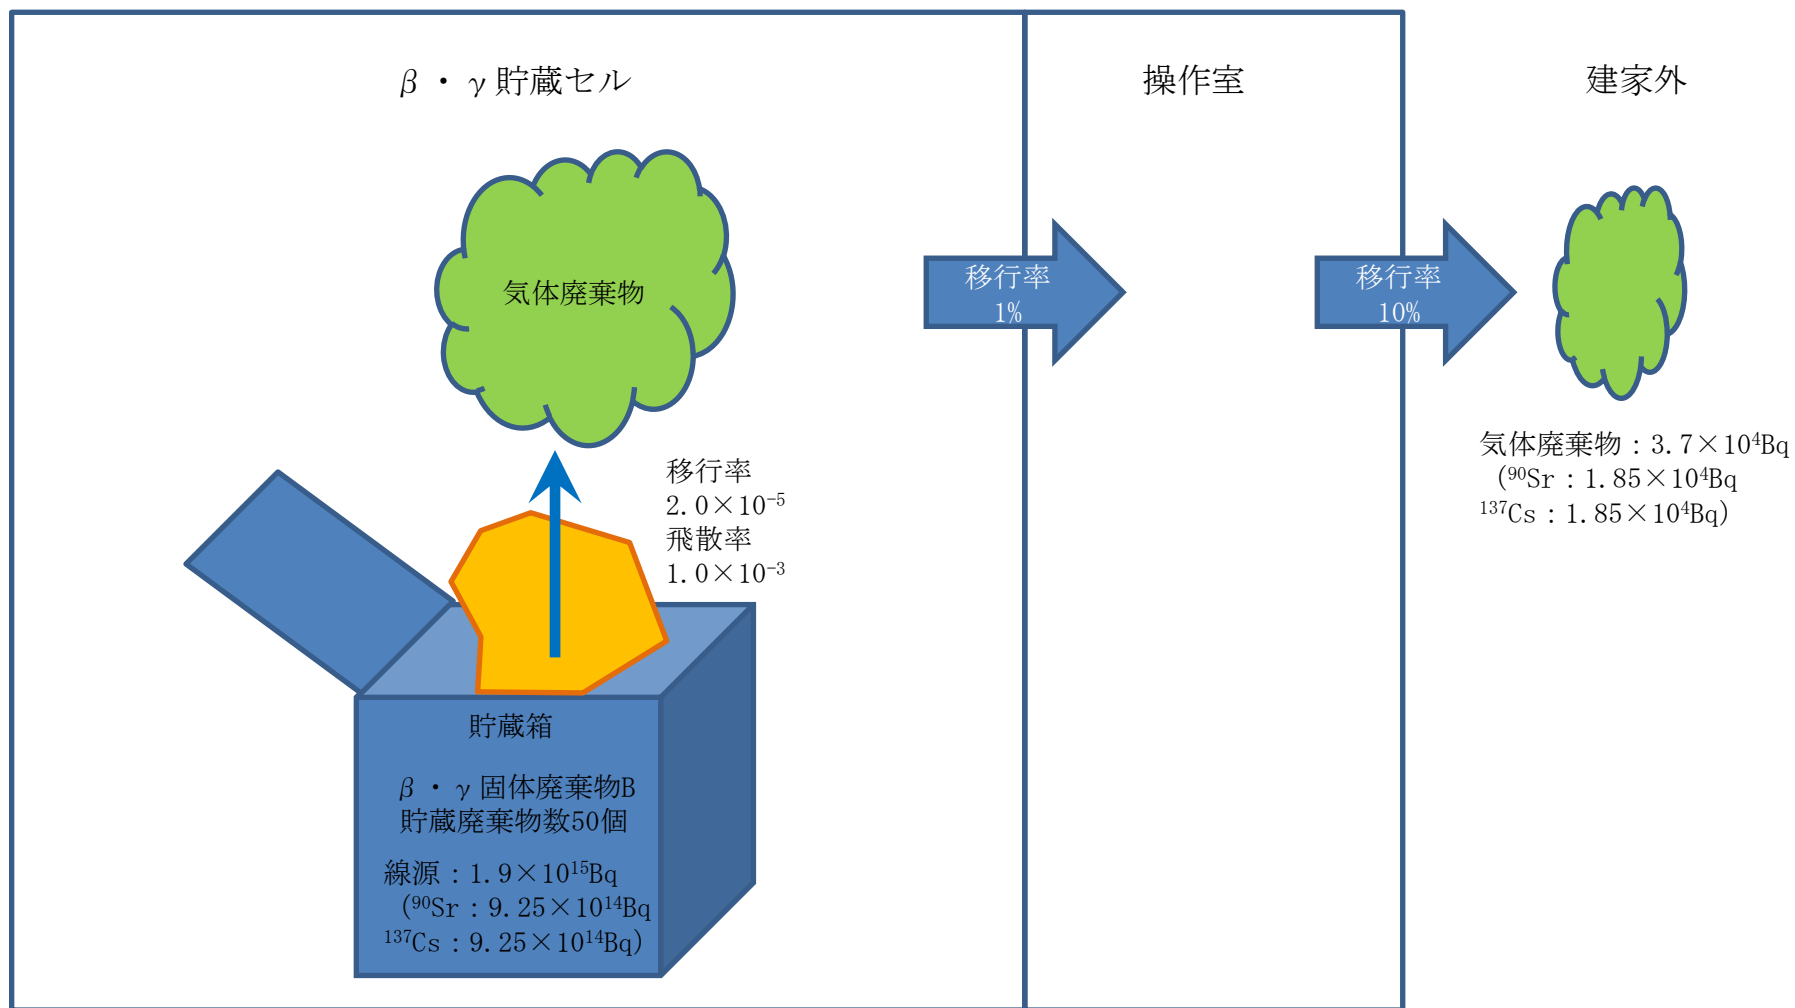 β・γ貯蔵セル
操作室
建家外
気体廃棄物
移行率
1%
移行率
10%
気体廃棄物：3.7×10⁴Bq
（⁹⁰Sr：1.85×10⁴Bq
¹³⁷Cs：1.85×10⁴Bq）
移行率
2.0×10⁻⁵
飛散率
1.0×10⁻³
貯蔵箱
β・γ固体廃棄物B
貯蔵廃棄物数50個
線源：1.9×10¹⁵Bq
（⁹⁰Sr：9.25×10¹⁴Bq
¹³⁷Cs：9.25×10¹⁴Bq）